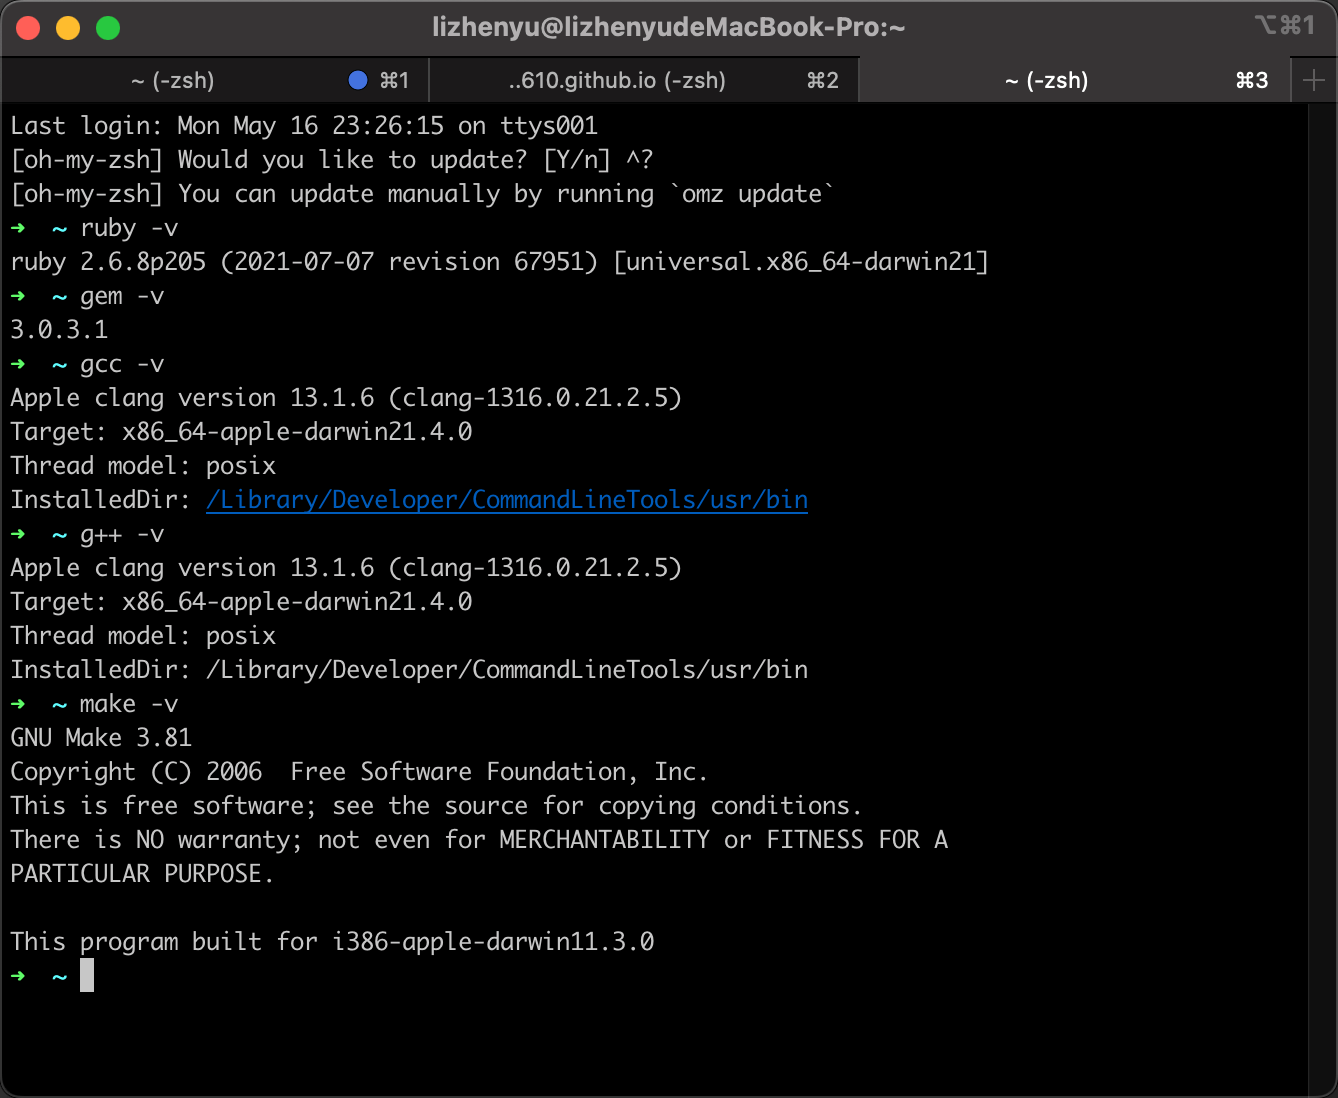 lizhenyu@lizhenyudeMacBook-Pro:~ ⌥⌘1
~ (-zsh) ⌘1 ..610.github.io (-zsh) ⌘2 ~ (-zsh) ⌘3 +
Last login: Mon May 16 23:26:15 on ttys001
[oh-my-zsh] Would you like to update? [Y/n] ^?
[oh-my-zsh] You can update manually by running `omz update`
➜  ~ ruby -v
ruby 2.6.8p205 (2021-07-07 revision 67951) [universal.x86_64-darwin21]
➜  ~ gem -v
3.0.3.1
➜  ~ gcc -v
Apple clang version 13.1.6 (clang-1316.0.21.2.5)
Target: x86_64-apple-darwin21.4.0
Thread model: posix
InstalledDir: /Library/Developer/CommandLineTools/usr/bin
➜  ~ g++ -v
Apple clang version 13.1.6 (clang-1316.0.21.2.5)
Target: x86_64-apple-darwin21.4.0
Thread model: posix
InstalledDir: /Library/Developer/CommandLineTools/usr/bin
➜  ~ make -v
GNU Make 3.81
Copyright (C) 2006  Free Software Foundation, Inc.
This is free software; see the source for copying conditions.
There is NO warranty; not even for MERCHANTABILITY or FITNESS FOR A
PARTICULAR PURPOSE.

This program built for i386-apple-darwin11.3.0
➜  ~